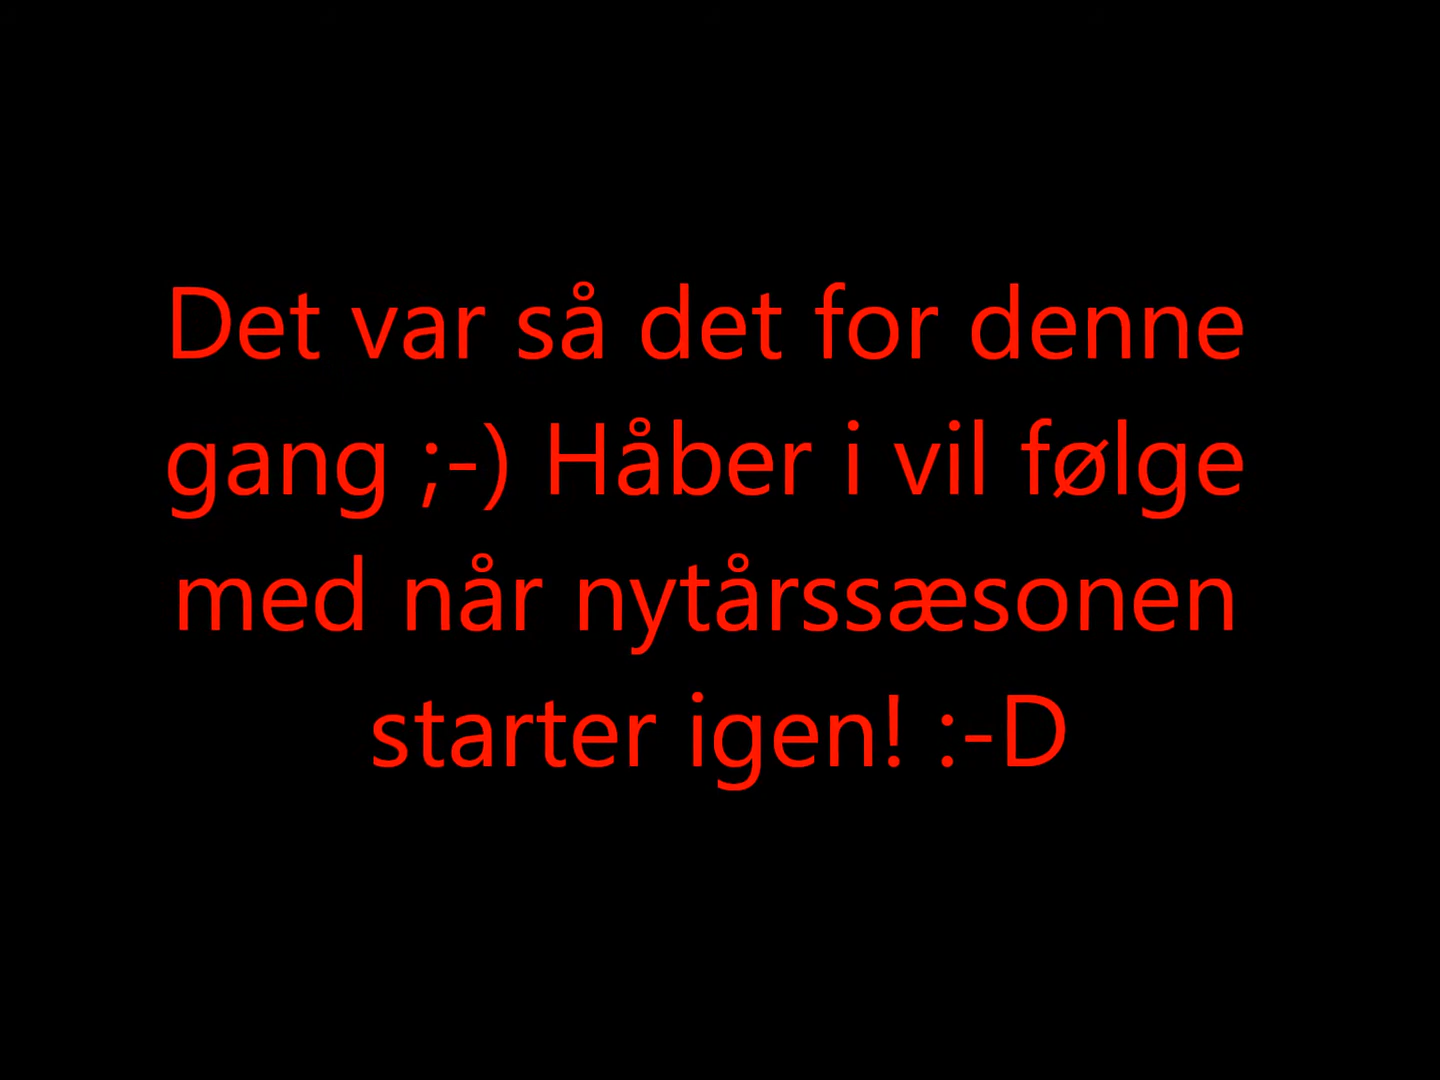 Det var så det for denne
gang ;-) Håber i vil følge
med når nytårssæsonen
starter igen! :-D